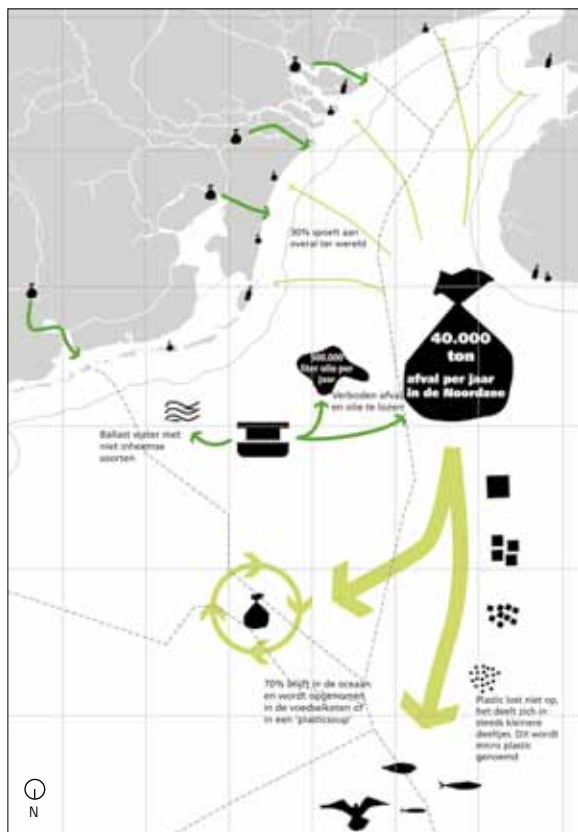 30% spoelt aan
overal ter wereld
40.000
ton
afval per jaar
in de Noordzee
500.000
liter olie per
jaar
Verboden afval
en olie te lozen
Ballast water met
niet inheemse
soorten
70% blijft in de oceaan
en wordt opgenomen
in de voedselketen of
in een 'plasticsoup'
Plastic lost niet op,
het deelt zich in
steeds kleinere
deeltjes. Dit wordt
micro plastic
genoemd
N